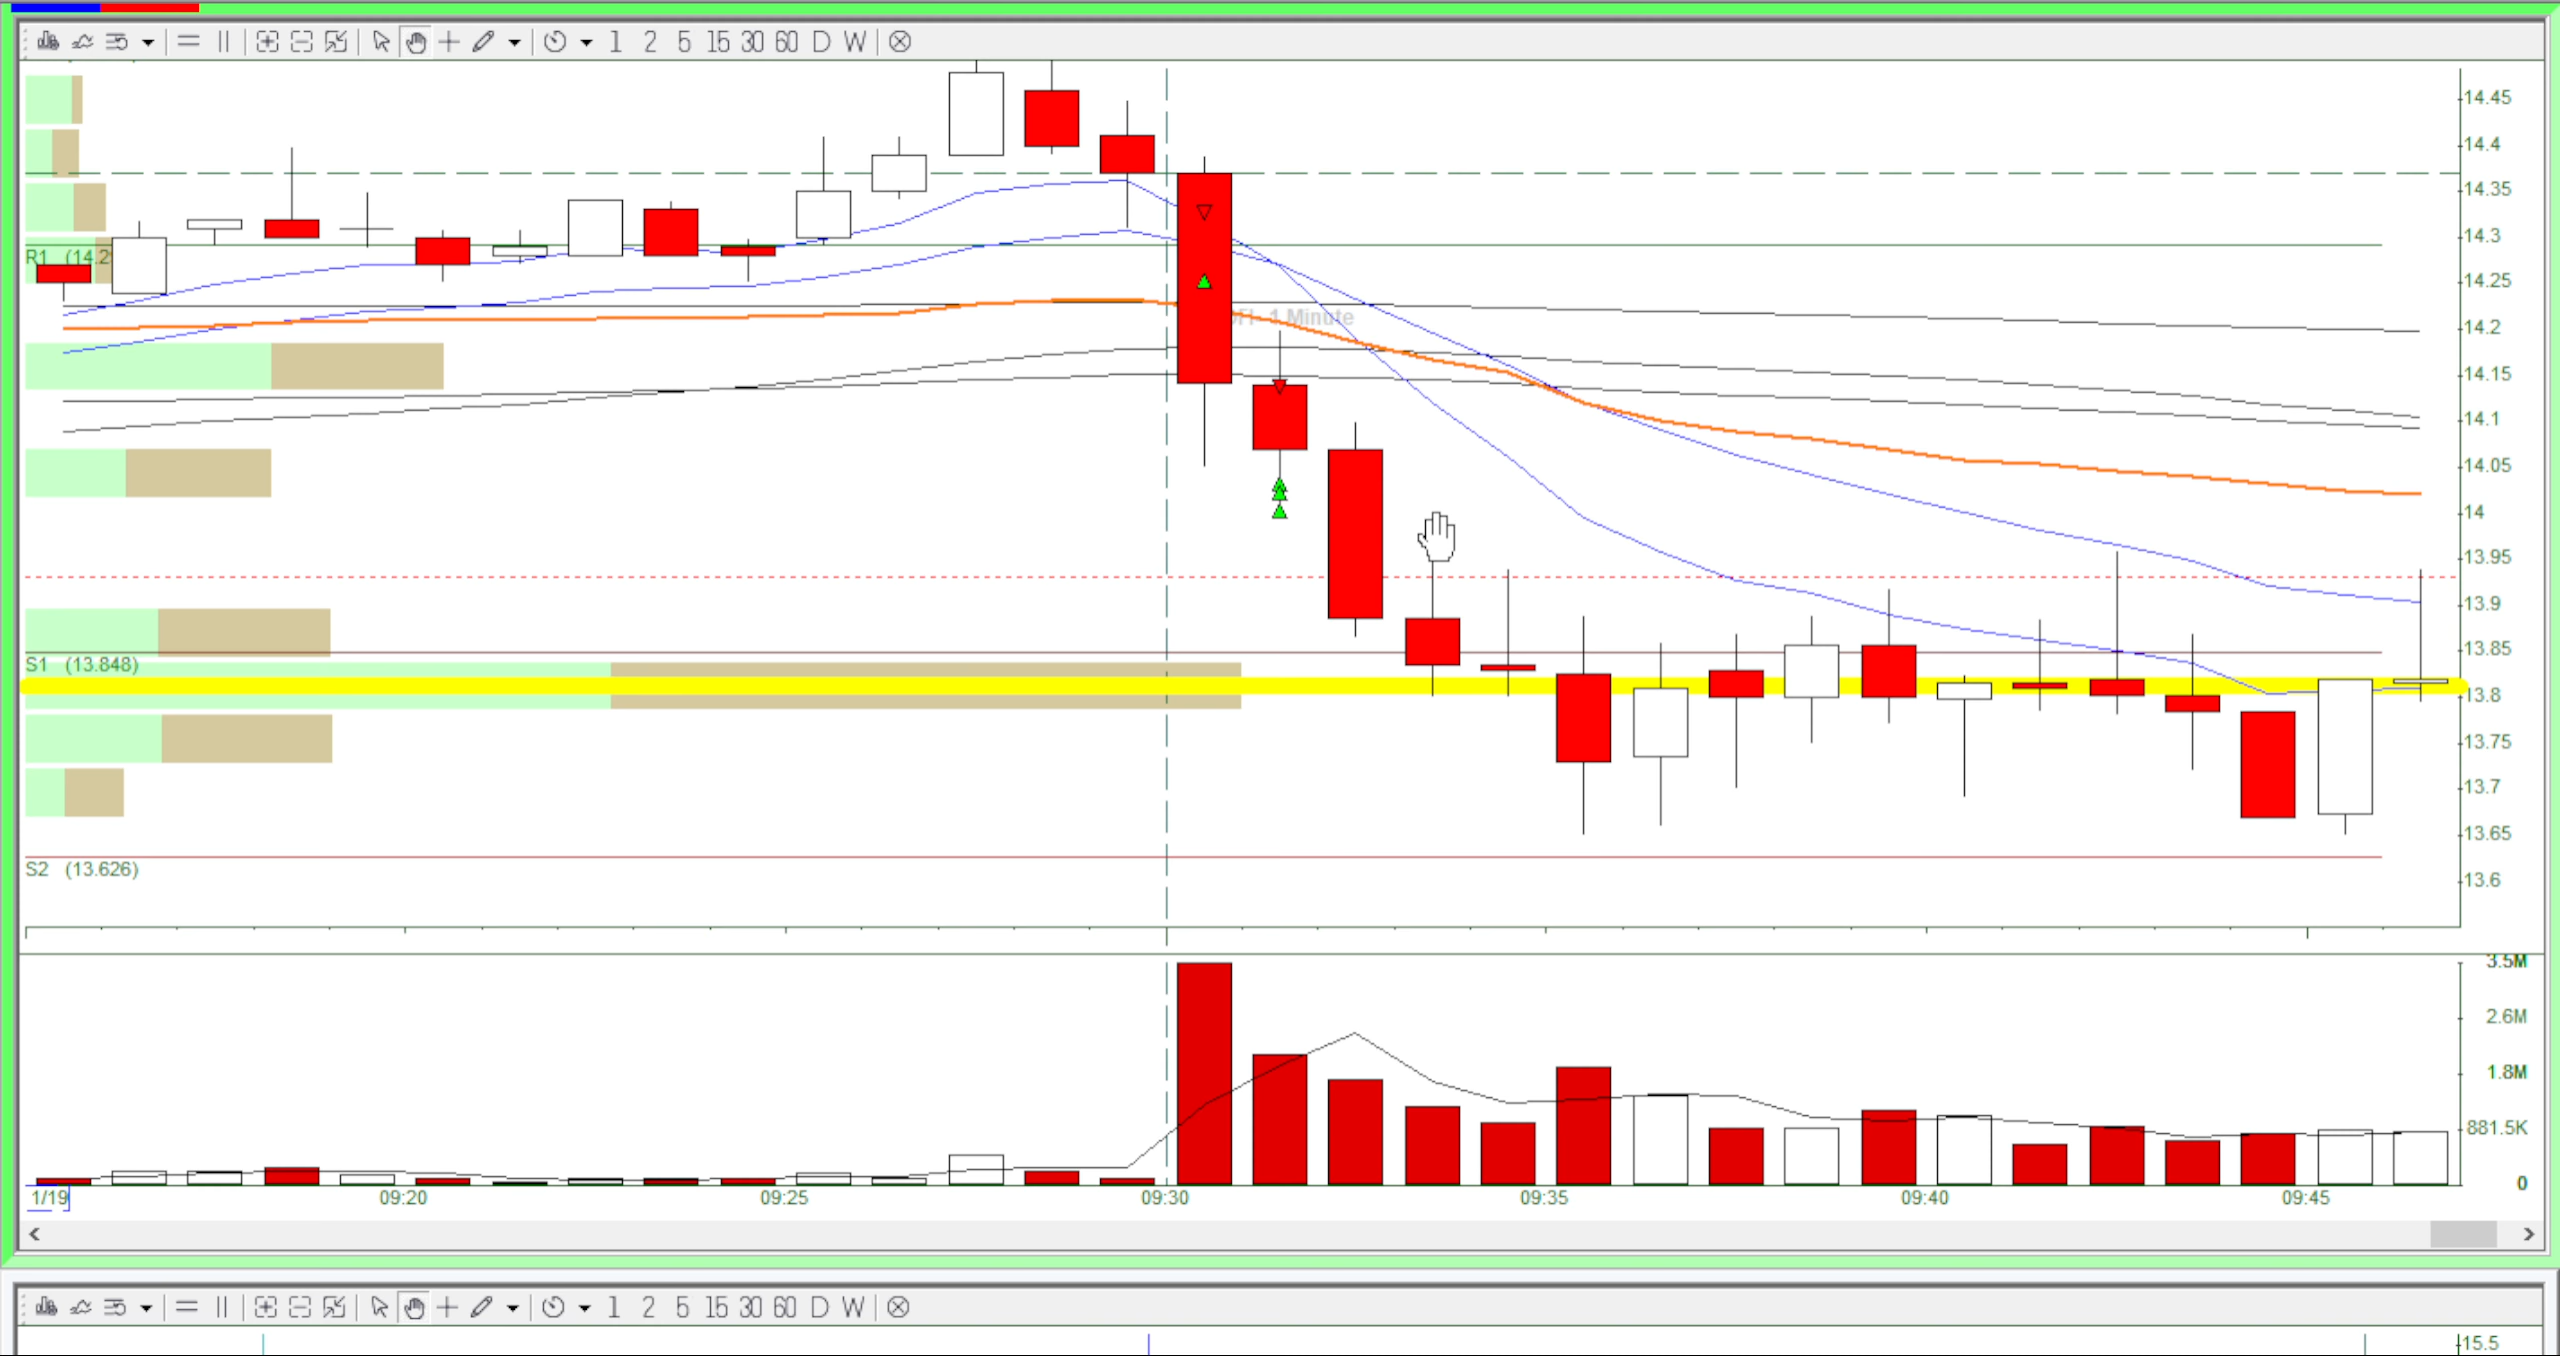 1 2 5 15 30 60 D W
14.45
14.4
14.35
14.3
R1 (14.2
14.25
1 Minute
14.2
14.15
14.1
14.05
14
13.95
13.9
13.85
S1 (13.848)
13.8
13.75
13.7
13.65
S2 (13.626)
13.6
3.5M
2.6M
1.8M
881.5K
0
1/19 09:20 09:25 09:30 09:35 09:40 09:45
1 2 5 15 30 60 D W
15.5